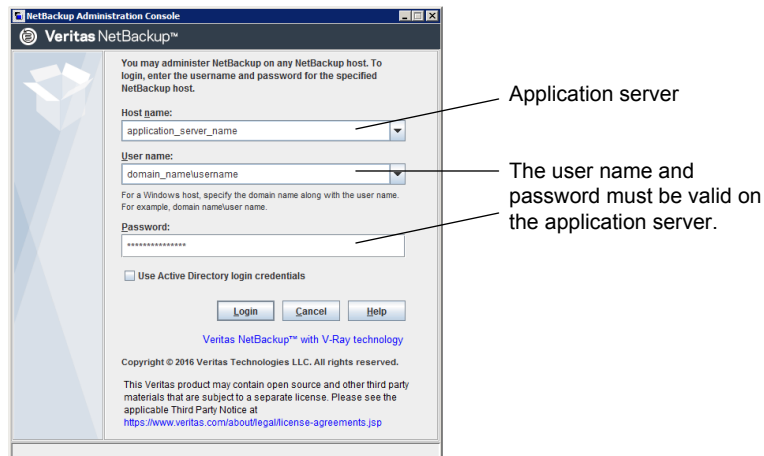 NetBackup Administration Console
Veritas NetBackup™
You may administer NetBackup on any NetBackup host. To
login, enter the username and password for the specified
NetBackup host.
Host name:
application_server_name
User name:
domain_name\username
For a Windows host, specify the domain name along with the user name.
For example, domain name\user name.
Password:
***************
Use Active Directory login credentials
Login Cancel Help
Veritas NetBackup™ with V-Ray technology
Copyright © 2016 Veritas Technologies LLC. All rights reserved.
This Veritas product may contain open source and other third party
materials that are subject to a separate license. Please see the
applicable Third Party Notice at
https://www.veritas.com/about/legal/license-agreements.jsp
Application server
The user name and
password must be valid on
the application server.